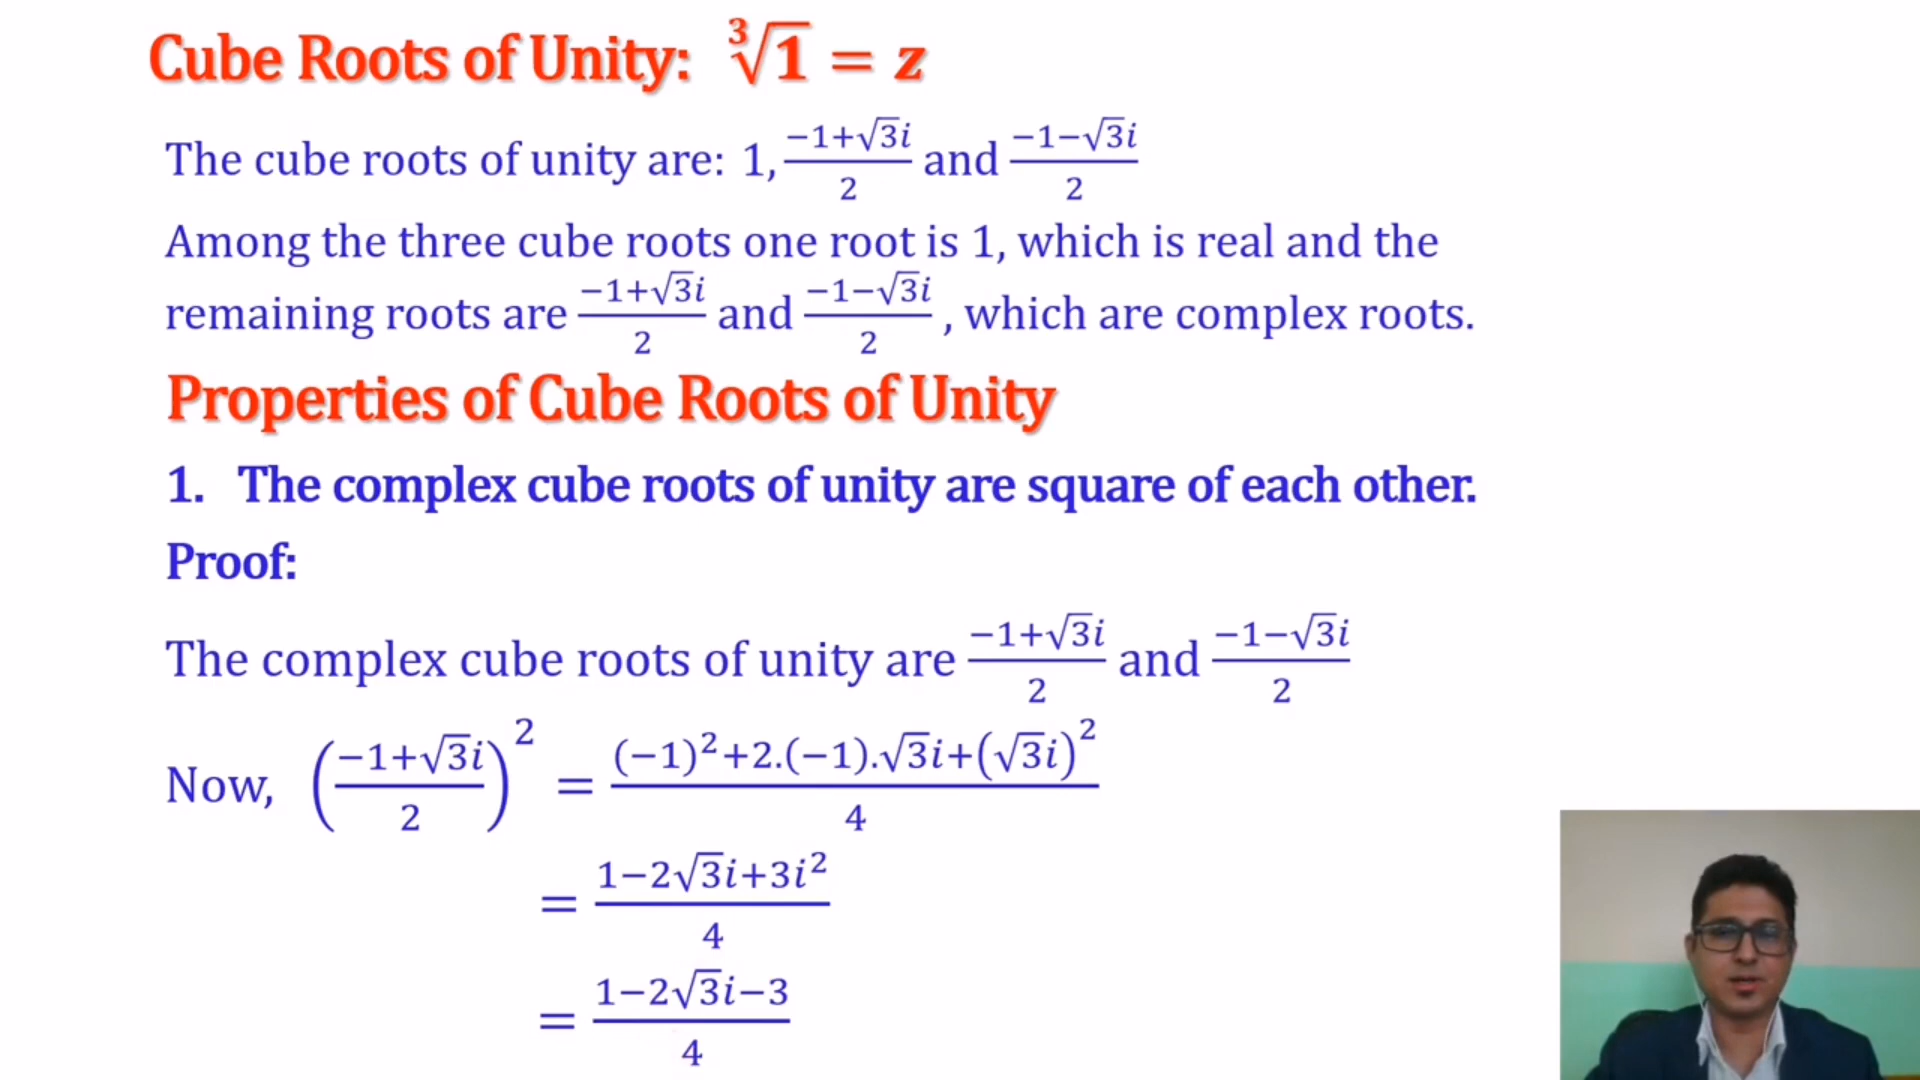 Cube Roots of Unity: ∛1 = z
The cube roots of unity are: 1, (−1+√3i)/2 and (−1−√3i)/2
Among the three cube roots one root is 1, which is real and the
remaining roots are (−1+√3i)/2 and (−1−√3i)/2 , which are complex roots.
Properties of Cube Roots of Unity
1. The complex cube roots of unity are square of each other.
Proof:
The complex cube roots of unity are (−1+√3i)/2 and (−1−√3i)/2
Now, ((−1+√3i)/2)² = ((−1)²+2.(−1).√3i+(√3i)²)/4
= (1−2√3i+3i²)/4
= (1−2√3i−3)/4